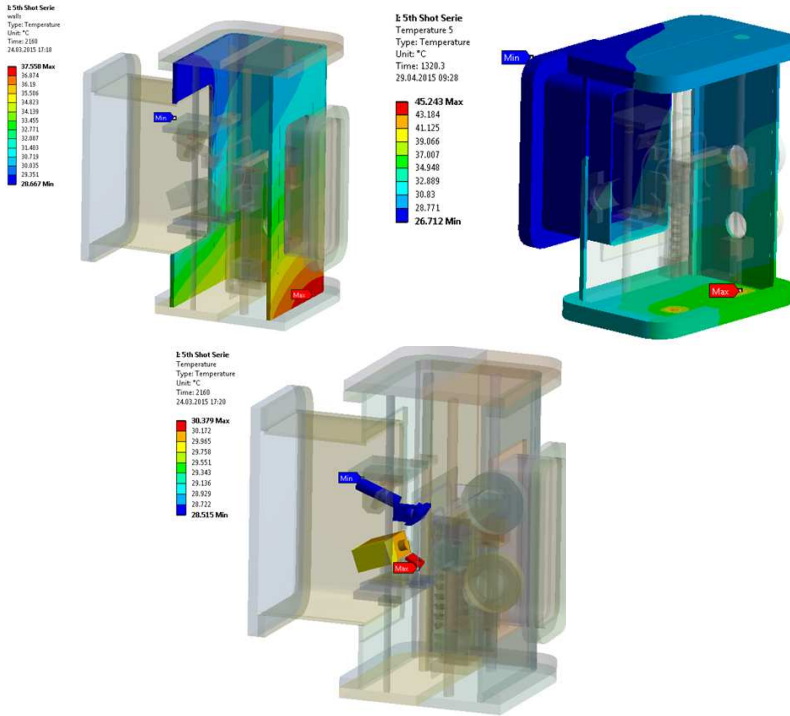 I: 5th Shot Serie
walls
Type: Temperature
Unit: °C
Time: 2160
24.03.2015 17:18
37.558 Max
36.874
36.19
35.506
34.823
34.139
33.455
32.771
32.087
31.403
30.719
30.035
29.351
28.667 Min
Min
Max
I: 5th Shot Serie
Temperature 5
Type: Temperature
Unit: °C
Time: 1320.3
29.04.2015 09:28
45.243 Max
43.184
41.125
39.066
37.007
34.948
32.889
30.83
28.771
26.712 Min
Min
Max
I: 5th Shot Serie
Temperature
Type: Temperature
Unit: °C
Time: 2160
24.03.2015 17:20
30.379 Max
30.172
29.965
29.758
29.551
29.343
29.136
28.929
28.722
28.515 Min
Min
Max